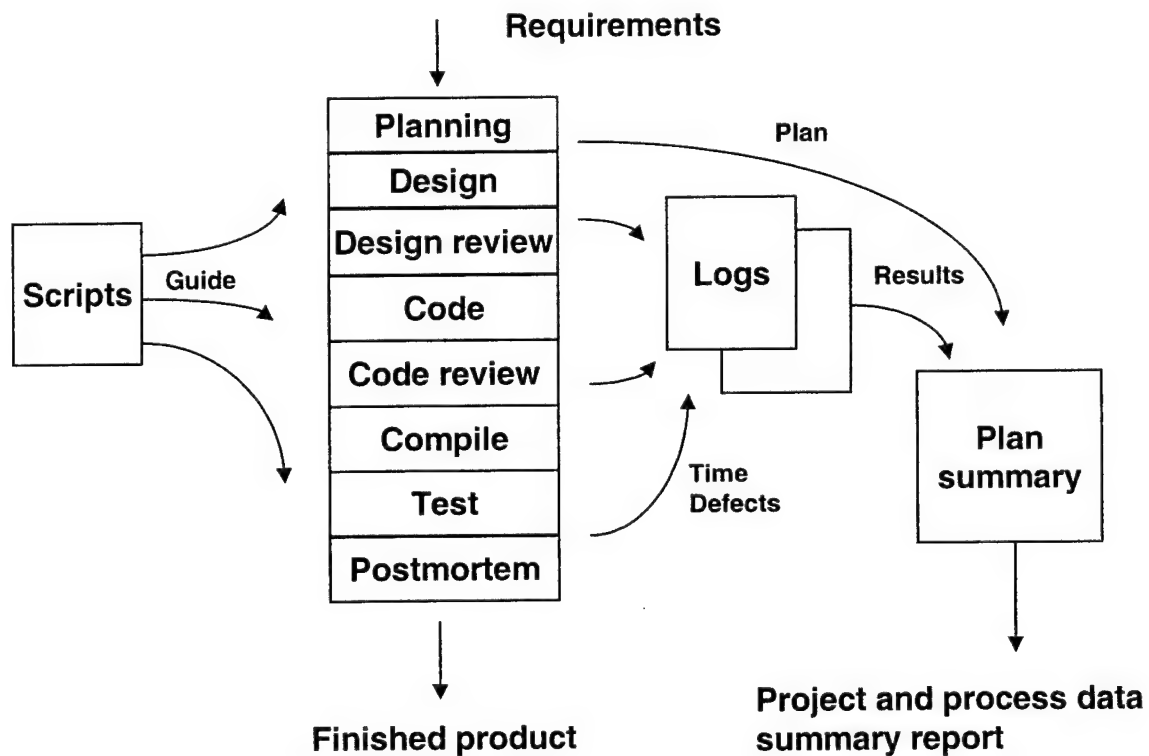 Requirements
Planning
Plan
Design
Design review
Scripts
Guide
Logs
Results
Code
Code review
Compile
Plan
summary
Test
Time
Defects
Postmortem
Finished product
Project and process data
summary report